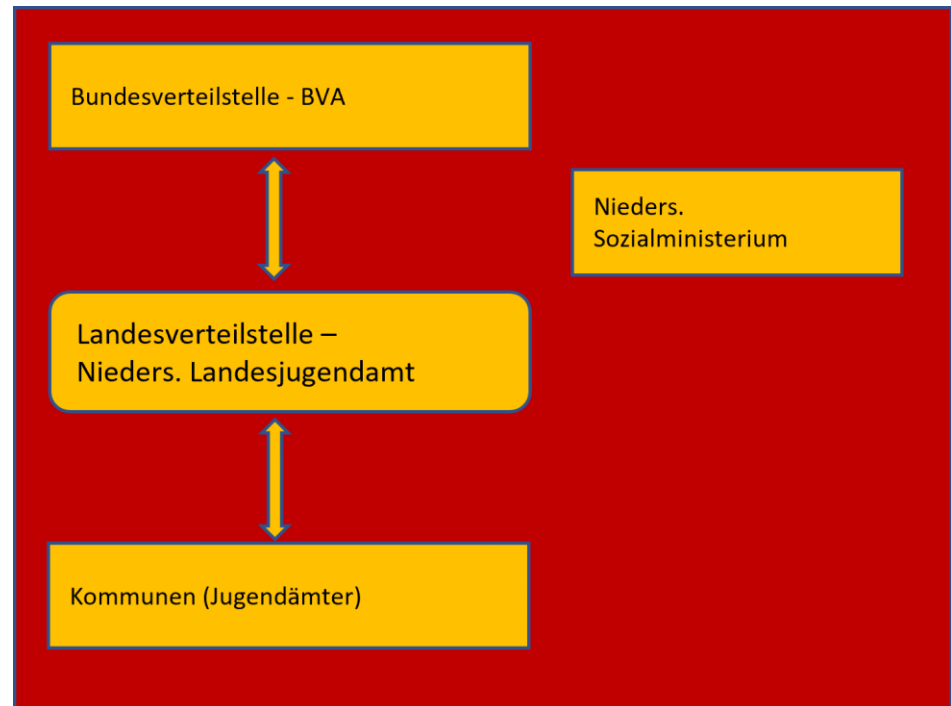 Bundesverteilstelle - BVA
Nieders.
Sozialministerium
Landesverteilstelle –
Nieders. Landesjugendamt
Kommunen (Jugendämter)